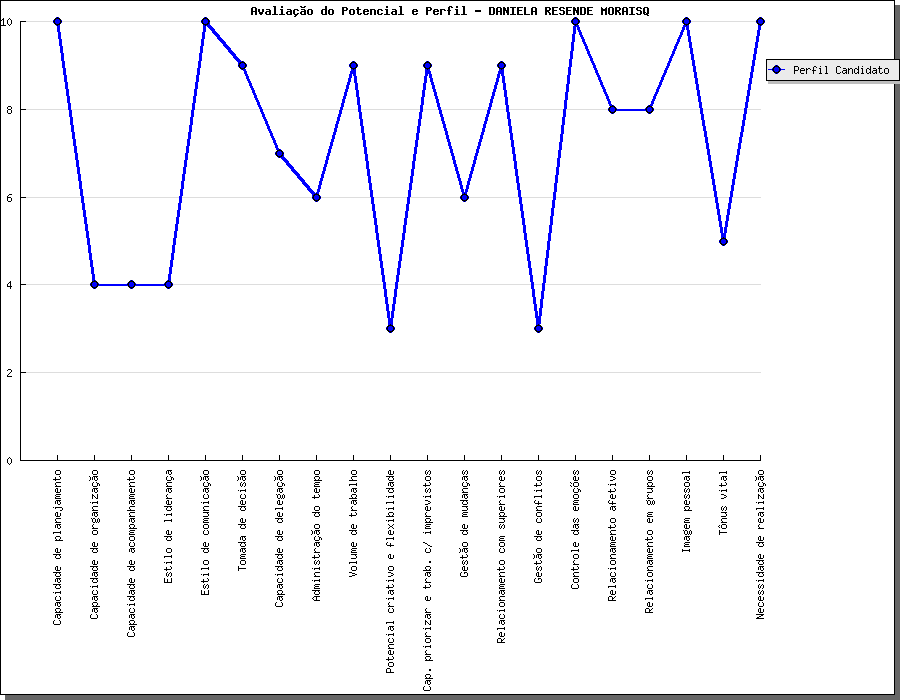 Avaliação do Potencial e Perfil - DANIELA RESENDE MORAISQ
Perfil Candidato
10
8
6
4
2
0
Capacidade de planejamento
Capacidade de organização
Capacidade de acompanhamento
Estilo de liderança
Estilo de comunicação
Tomada de decisão
Capacidade de delegação
Administração do tempo
Volume de trabalho
Potencial criativo e flexibilidade
Cap. priorizar e trab. c/ imprevistos
Gestão de mudanças
Relacionamento com superiores
Gestão de conflitos
Controle das emoções
Relacionamento afetivo
Relacionamento em grupos
Imagem pessoal
Tônus vital
Necessidade de realização